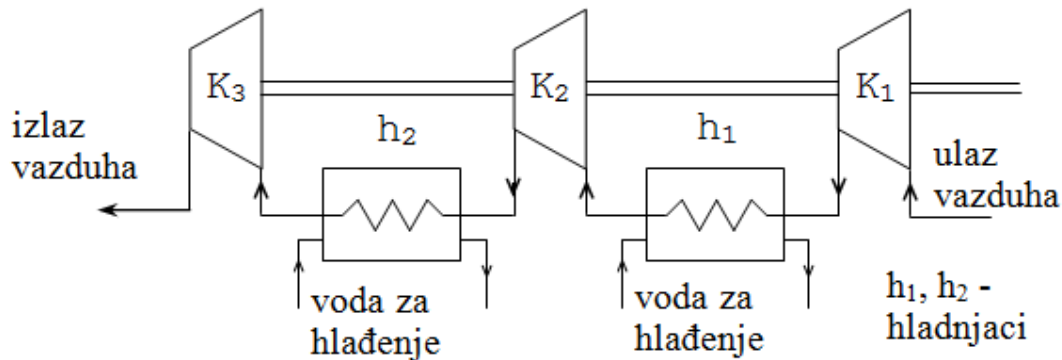 K₃
K₂
K₁
h₂
h₁
izlaz
vazduha
ulaz
vazduha
voda za
hlađenje
voda za
hlađenje
h₁, h₂ -
hladnjaci